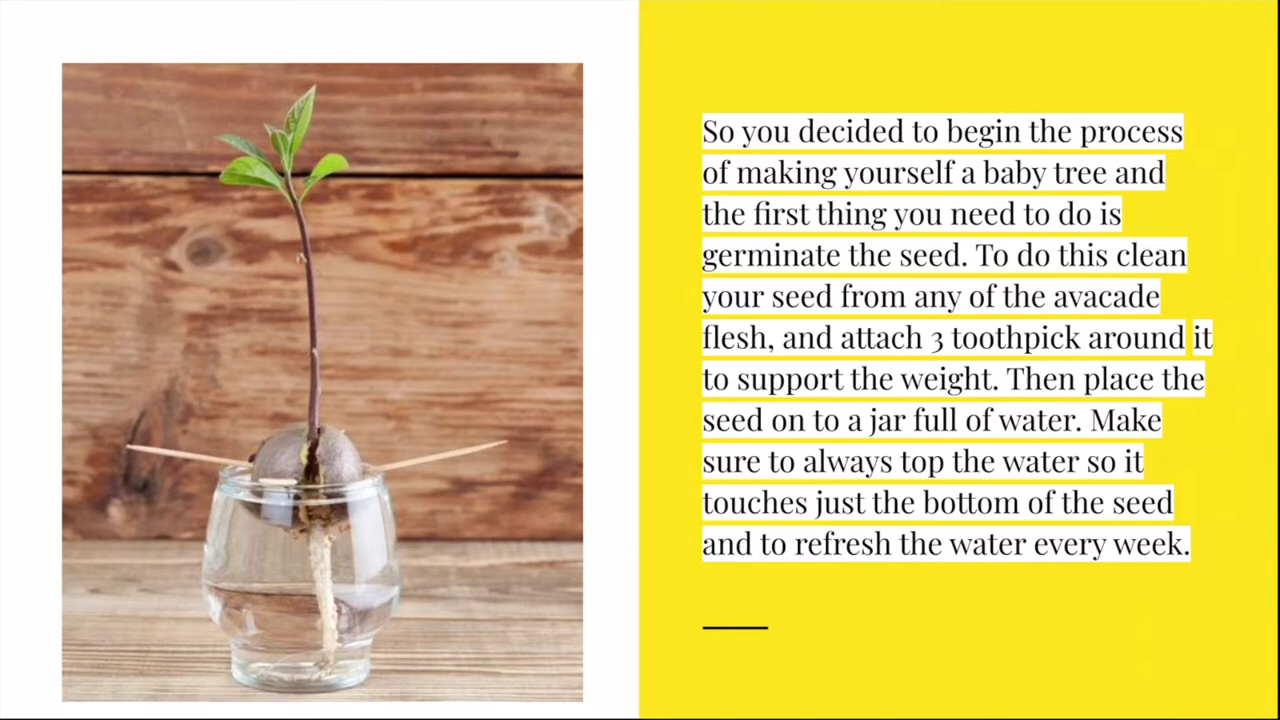 So you decided to begin the process
of making yourself a baby tree and
the first thing you need to do is
germinate the seed. To do this clean
your seed from any of the avacade
flesh, and attach 3 toothpick around it
to support the weight. Then place the
seed on to a jar full of water. Make
sure to always top the water so it
touches just the bottom of the seed
and to refresh the water every week.